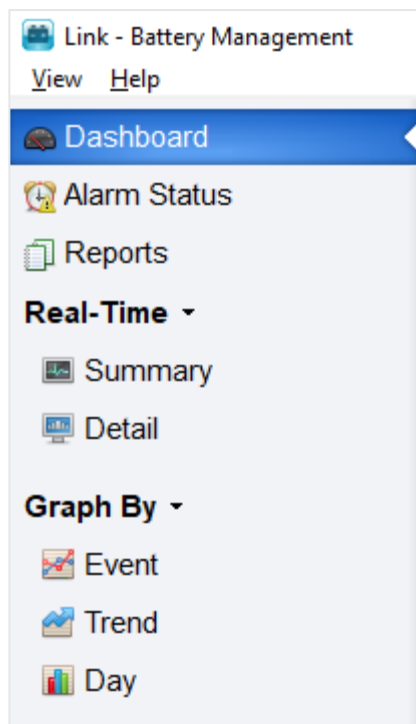 Link - Battery Management
View Help
Dashboard
Alarm Status
Reports
Real-Time
Summary
Detail
Graph By
Event
Trend
Day